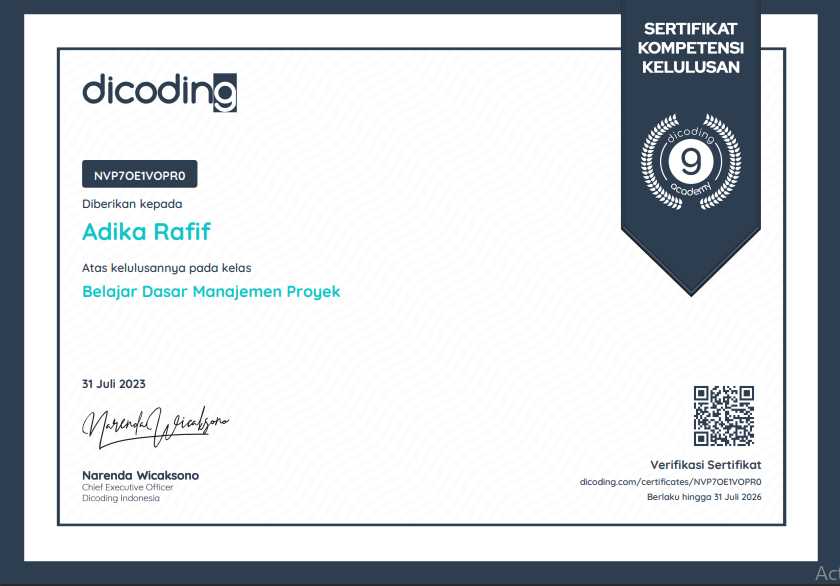 SERTIFIKAT
KOMPETENSI
KELULUSAN
dicoding
dicoding
9
academy
NVP7OE1VOPR0
Diberikan kepada
Adika Rafif
Atas kelulusannya pada kelas
Belajar Dasar Manajemen Proyek
31 Juli 2023
Narenda Wicaksono
Narenda Wicaksono
Chief Executive Officer
Dicoding Indonesia
Verifikasi Sertifikat
dicoding.com/certificates/NVP7OE1VOPR0
Berlaku hingga 31 Juli 2026